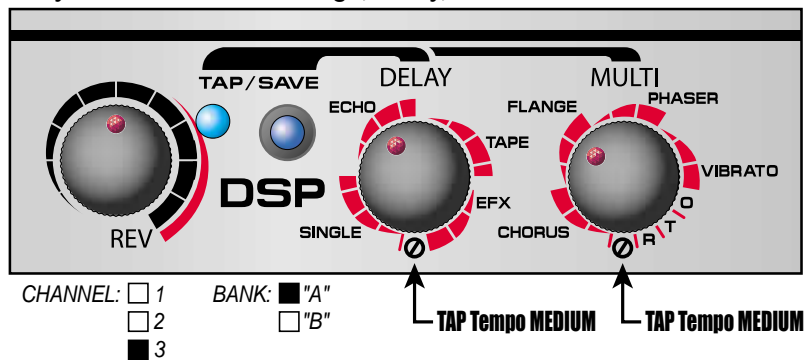 TAP/SAVE DELAY MULTI
ECHO FLANGE PHASER
TAPE VIBRATO
DSP
EFX O
SINGLE CHORUS R T
REV
CHANNEL: 1 BANK: "A"
2 "B"
3
TAP Tempo MEDIUM TAP Tempo MEDIUM